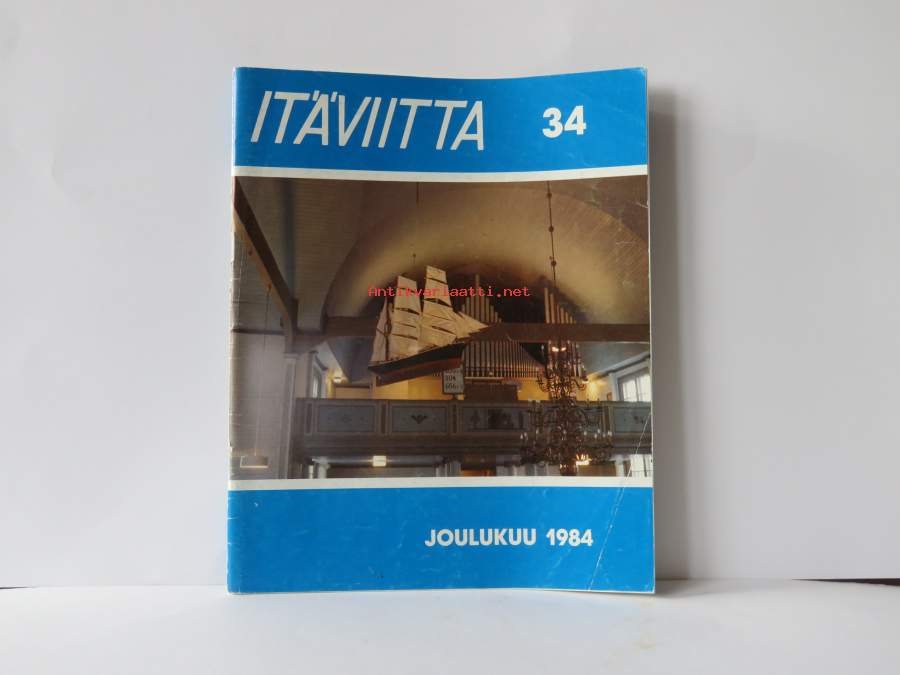 ITÄVIITTA 34
Antikvariaatti.net
JOULUKUU 1984